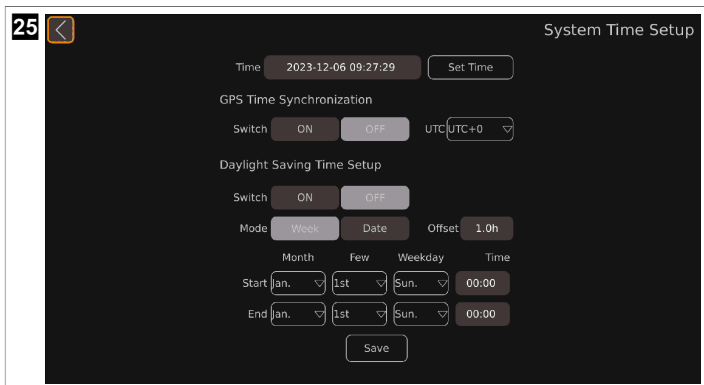 25
System Time Setup
Time 2023-12-06 09:27:29 Set Time
GPS Time Synchronization
Switch ON OFF UTC UTC+0
Daylight Saving Time Setup
Switch ON OFF
Mode Week Date Offset 1.0h
Month Few Weekday Time
Start Jan. 1st Sun. 00:00
End Jan. 1st Sun. 00:00
Save